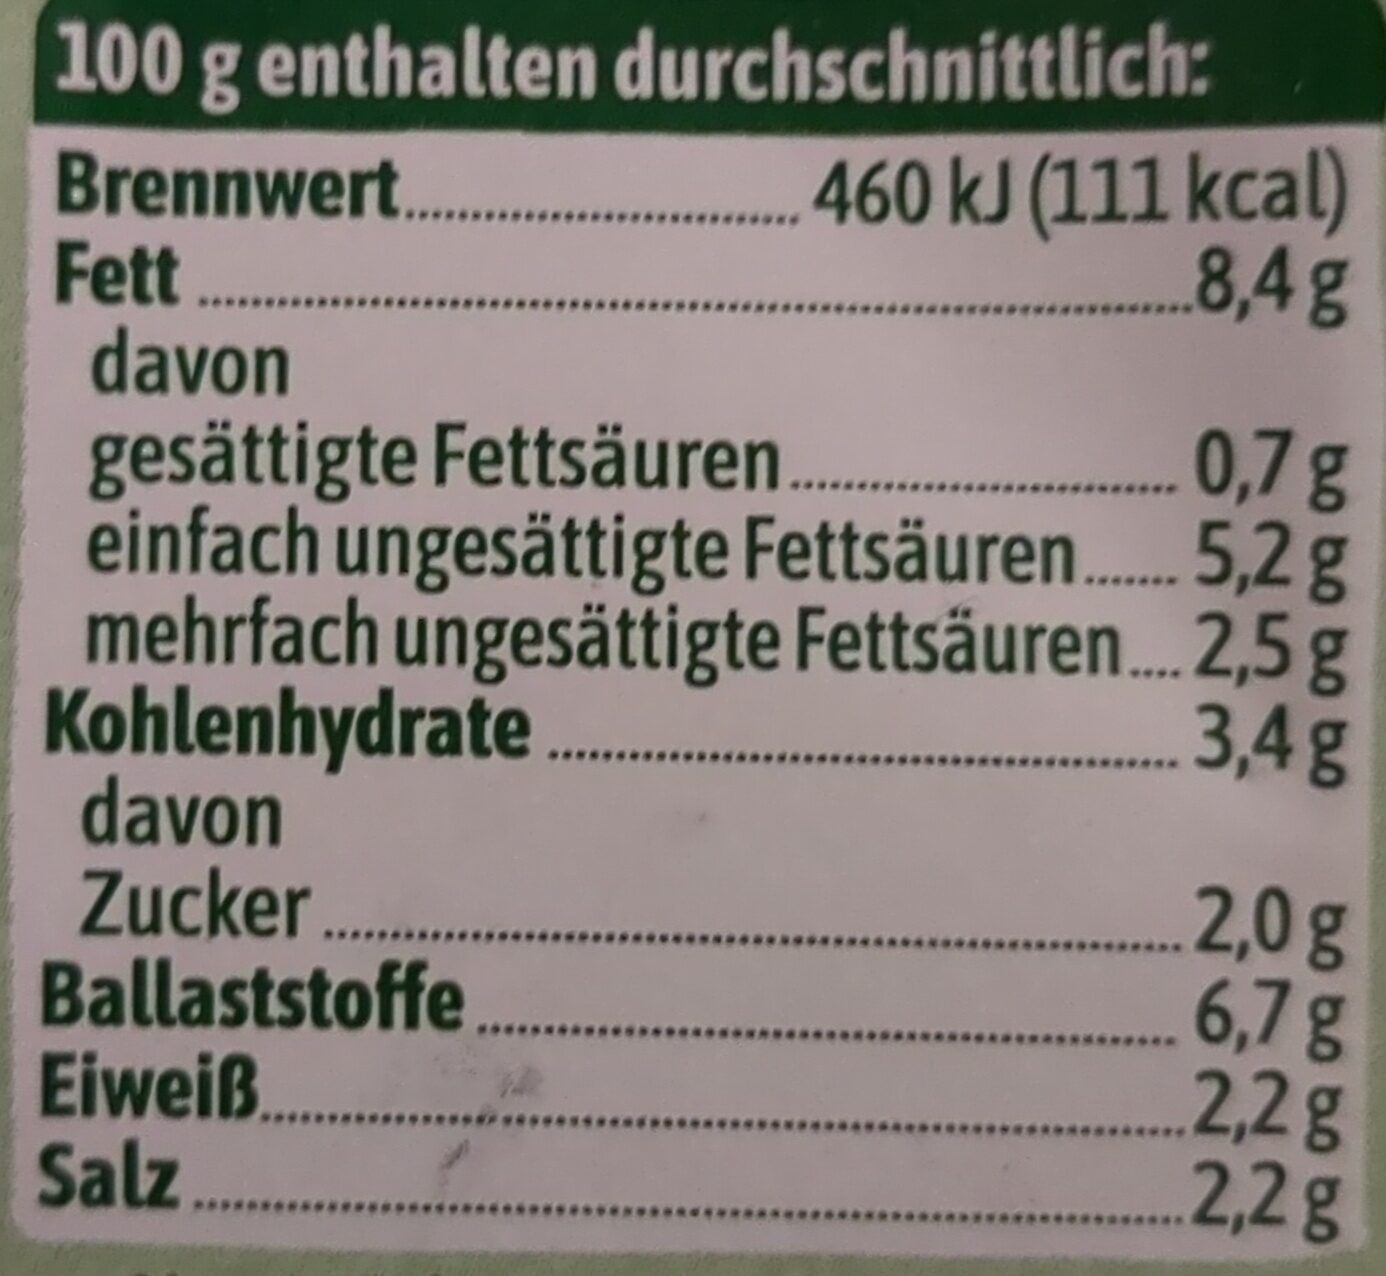 100 g enthalten durchschnittlich:
Brennwert........................... 460 kJ (111 kcal)
Fett ...........................8,4 g
davon
gesättigte Fettsäuren........................... 0,7 g
einfach ungesättigte Fettsäuren....... 5,2 g
mehrfach ungesättigte Fettsäuren.... 2,5 g
Kohlenhydrate ........................... 3,4 g
davon
Zucker ........................... 2,0 g
Ballaststoffe ........................... 6,7 g
Eiweiß...........................2,2 g
Salz ...........................2,2 g